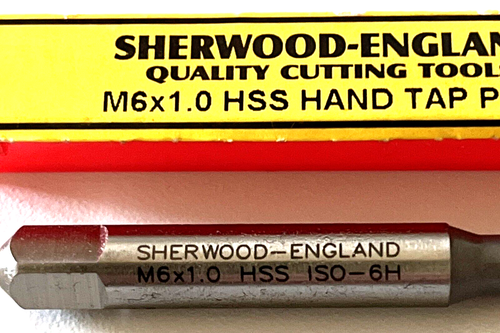 SHERWOOD-ENGLAN
QUALITY CUTTING TOOL
M6x1.0 HSS HAND TAP P
SHERWOOD-ENGLAND
M6x1.0 HSS ISO-6H